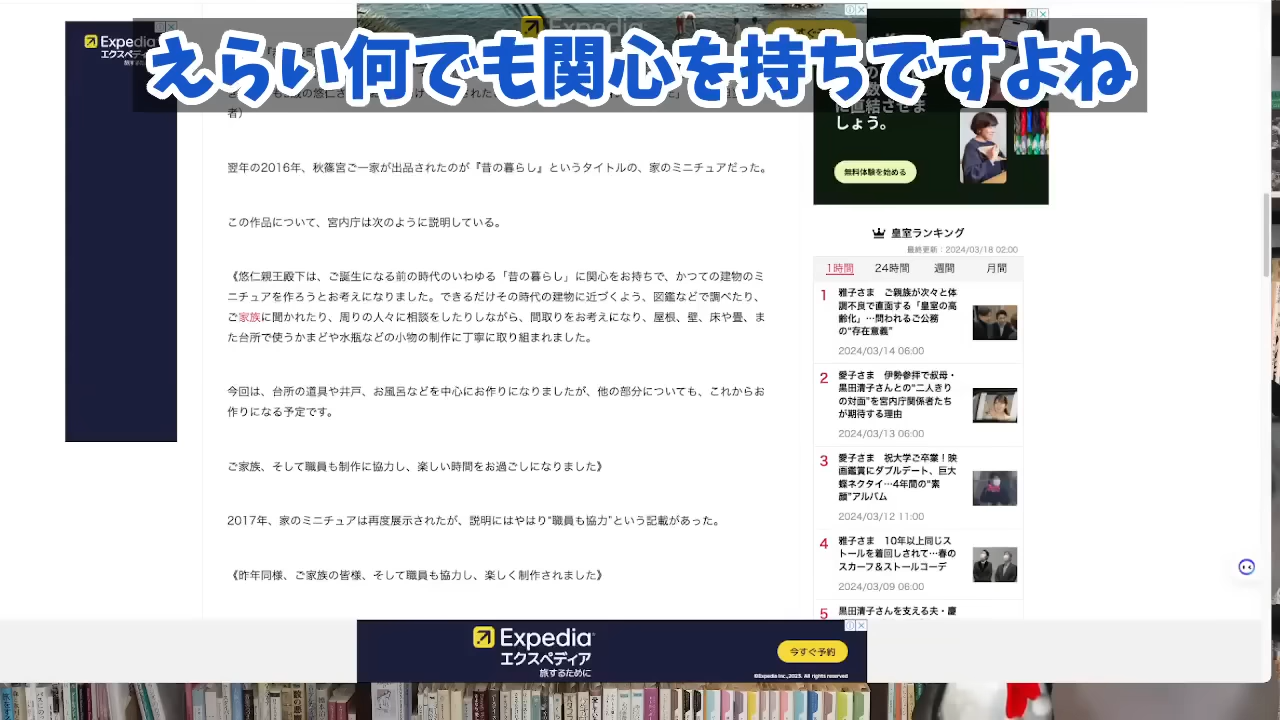 えらい何でも関心を持ちですよね
Expedia
エクスペディア
者）
翌年の2016年、秋篠宮ご一家が出品されたのが『昔の暮らし』というタイトルの、家のミニチュアだった。
この作品について、宮内庁は次のように説明している。
《悠仁親王殿下は、ご誕生になる前の時代のいわゆる「昔の暮らし」に関心をお持ちで、かつての建物のミ
ニチュアを作ろうとお考えになりました。できるだけその時代の建物に近づくよう、図鑑などで調べたり、
ご家族に聞かれたり、周りの人々に相談をしたりしながら、間取りをお考えになり、屋根、壁、床や畳、ま
た台所で使うかまどや水瓶などの小物の制作に丁寧に取り組まれました。
今回は、台所の道具や井戸、お風呂などを中心にお作りになりましたが、他の部分についても、これからお
作りになる予定です。
ご家族、そして職員も制作に協力し、楽しい時間をお過ごしになりました》
2017年、家のミニチュアは再度展示されたが、説明にはやはり“職員も協力”という記載があった。
《昨年同様、ご家族の皆様、そして職員も協力し、楽しく制作されました》
に直結させま
しょう。
無料体験を始める
皇室ランキング
最終更新：2024/03/18 02:00
1時間 24時間 週間 月間
1 雅子さま　ご親族が次々と体
調不良で直面する「皇室の高
齢化」…問われるご公務
の“存在意義”
2024/03/14 06:00
2 愛子さま　伊勢参拝で叔母・
黒田清子さんとの“二人きり
の対面”を宮内庁関係者たち
が期待する理由
2024/03/13 06:00
3 愛子さま　祝大学ご卒業！映
画鑑賞にダブルデート、巨大
蝶ネクタイ…4年間の“素
顔”アルバム
2024/03/12 11:00
4 雅子さま　10年以上同じス
トールを着回しされて…春の
スカーフ＆ストールコーデ
2024/03/09 06:00
5 黒田清子さんを支える夫・慶
Expedia
エクスペディア
旅するために
今すぐ予約
©Expedia Inc.,2023. All rights reserved